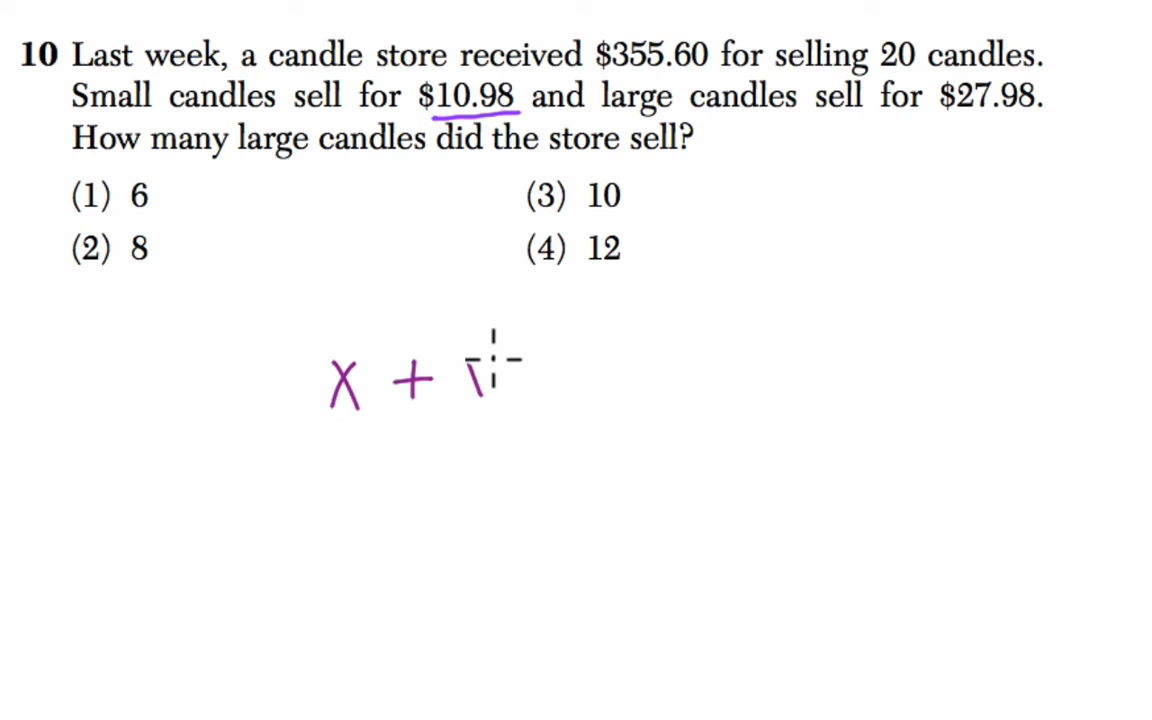 10 Last week, a candle store received $355.60 for selling 20 candles.
Small candles sell for $10.98 and large candles sell for $27.98.
How many large candles did the store sell?
(1) 6 (3) 10
(2) 8 (4) 12
x +